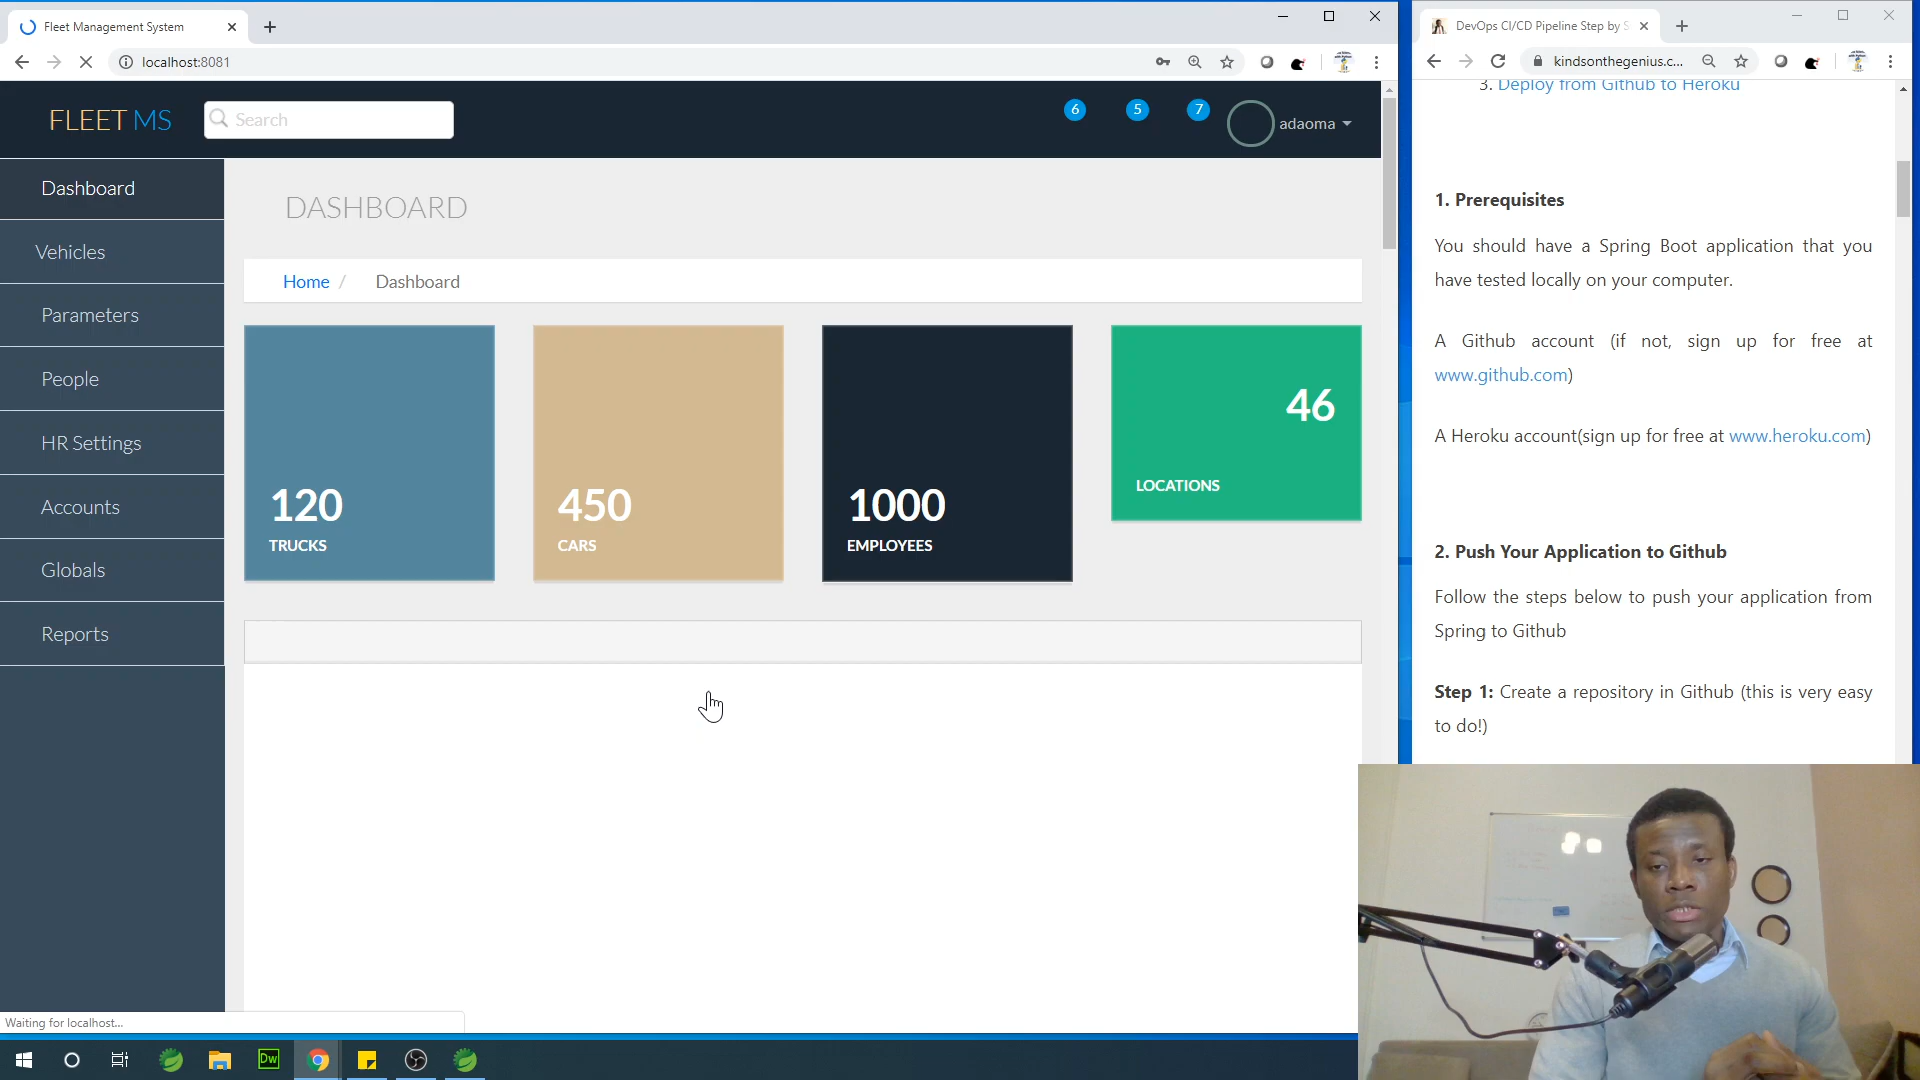 Fleet Management System
localhost:8081
FLEET MS
Search
6
5
7
adaoma
Dashboard
Vehicles
Parameters
People
HR Settings
Accounts
Globals
Reports
DASHBOARD
Home /
Dashboard
120
TRUCKS
450
CARS
1000
EMPLOYEES
46
LOCATIONS
Waiting for localhost...
Dw
DevOps CI/CD Pipeline Step by S
kindsonthegenius.c...
3. Deploy from Github to Heroku
1. Prerequisites
You should have a Spring Boot application that you
have tested locally on your computer.
A Github account (if not, sign up for free at
www.github.com)
A Heroku account(sign up for free at www.heroku.com)
2. Push Your Application to Github
Follow the steps below to push your application from
Spring to Github
Step 1: Create a repository in Github (this is very easy
to do!)